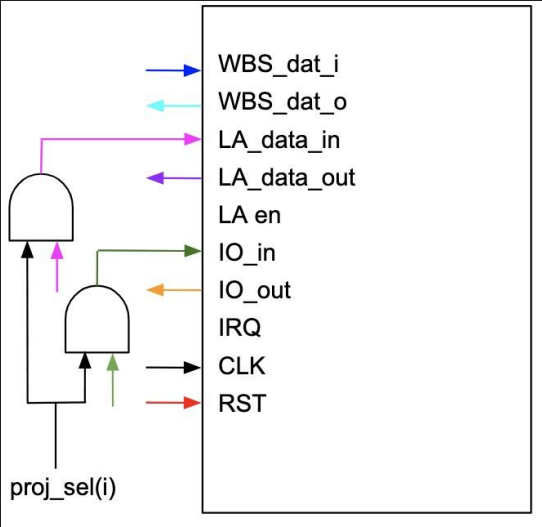 WBS_dat_i
WBS_dat_o
LA_data_in
LA_data_out
LA en
IO_in
IO_out
IRQ
CLK
RST
proj_sel(i)